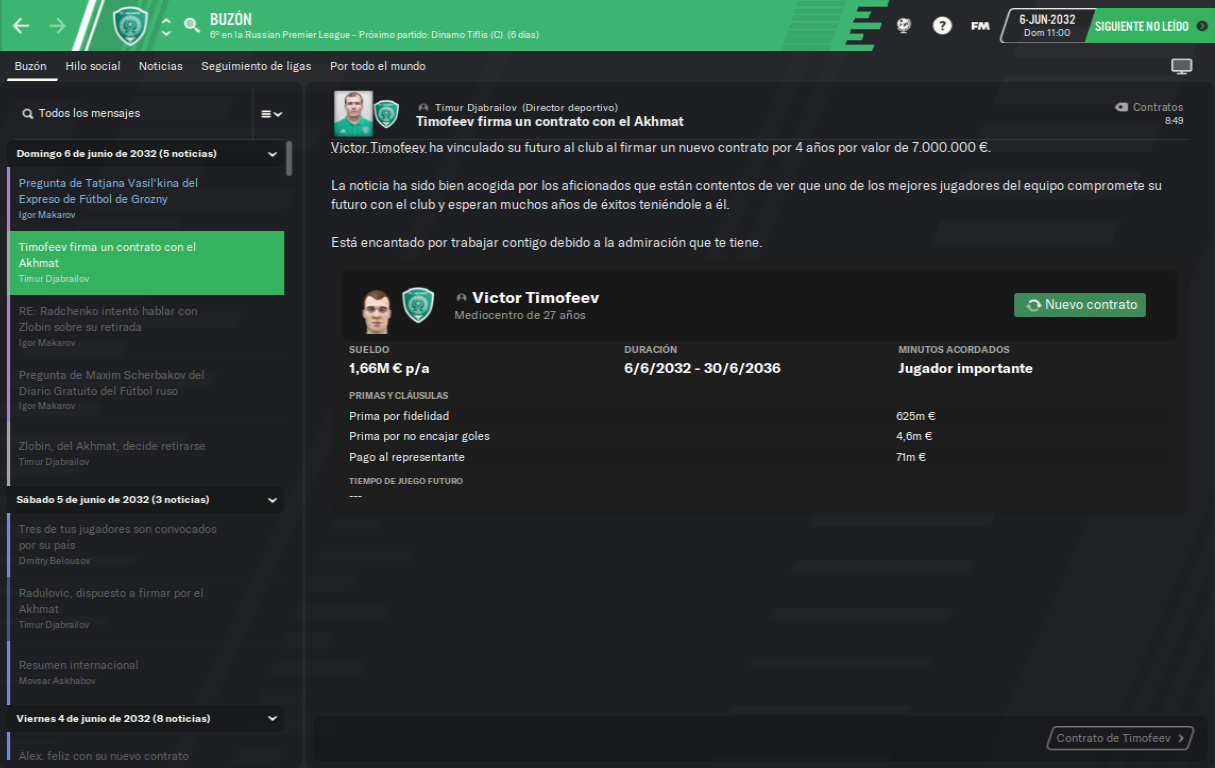 BUZÓN
6º en la Russian Premier League - Próximo partido: Dinamo Tiflis (C) (6 días)
FM
6-JUN-2032
Dom 11:00
SIGUIENTE NO LEÍDO
Buzón
Hilo social
Noticias
Seguimiento de ligas
Por todo el mundo
Todos los mensajes
Domingo 6 de junio de 2032 (5 noticias)
Pregunta de Tatjana Vasil'kina del
Expreso de Fútbol de Grozny
Igor Makarov
Timofeev firma un contrato con el
Akhmat
Timur Djabrailov
RE: Radchenko intentó hablar con
Zlobin sobre su retirada
Igor Makarov
Pregunta de Maxim Scherbakov del
Diario Gratuito del Fútbol ruso
Igor Makarov
Zlobin, del Akhmat, decide retirarse
Timur Djabrailov
Sábado 5 de junio de 2032 (3 noticias)
Tres de tus jugadores son convocados
por su país
Dmitry Belousov
Radulovic, dispuesto a firmar por el
Akhmat
Timur Djabrailov
Resumen internacional
Movsar Askhabov
Viernes 4 de junio de 2032 (8 noticias)
Àlex, feliz con su nuevo contrato
Timur Djabrailov (Director deportivo)
Timofeev firma un contrato con el Akhmat
Contratos
8:49
Victor Timofeev ha vinculado su futuro al club al firmar un nuevo contrato por 4 años por valor de 7.000.000 €.
La noticia ha sido bien acogida por los aficionados que están contentos de ver que uno de los mejores jugadores del equipo compromete su
futuro con el club y esperan muchos años de éxitos teniéndole a él.
Está encantado por trabajar contigo debido a la admiración que te tiene.
Victor Timofeev
Mediocentro de 27 años
Nuevo contrato
SUELDO
DURACIÓN
MINUTOS ACORDADOS
1,66M € p/a
6/6/2032 - 30/6/2036
Jugador importante
PRIMAS Y CLÁUSULAS
Prima por fidelidad
625m €
Prima por no encajar goles
4,6m €
Pago al representante
71m €
TIEMPO DE JUEGO FUTURO
---
Contrato de Timofeev